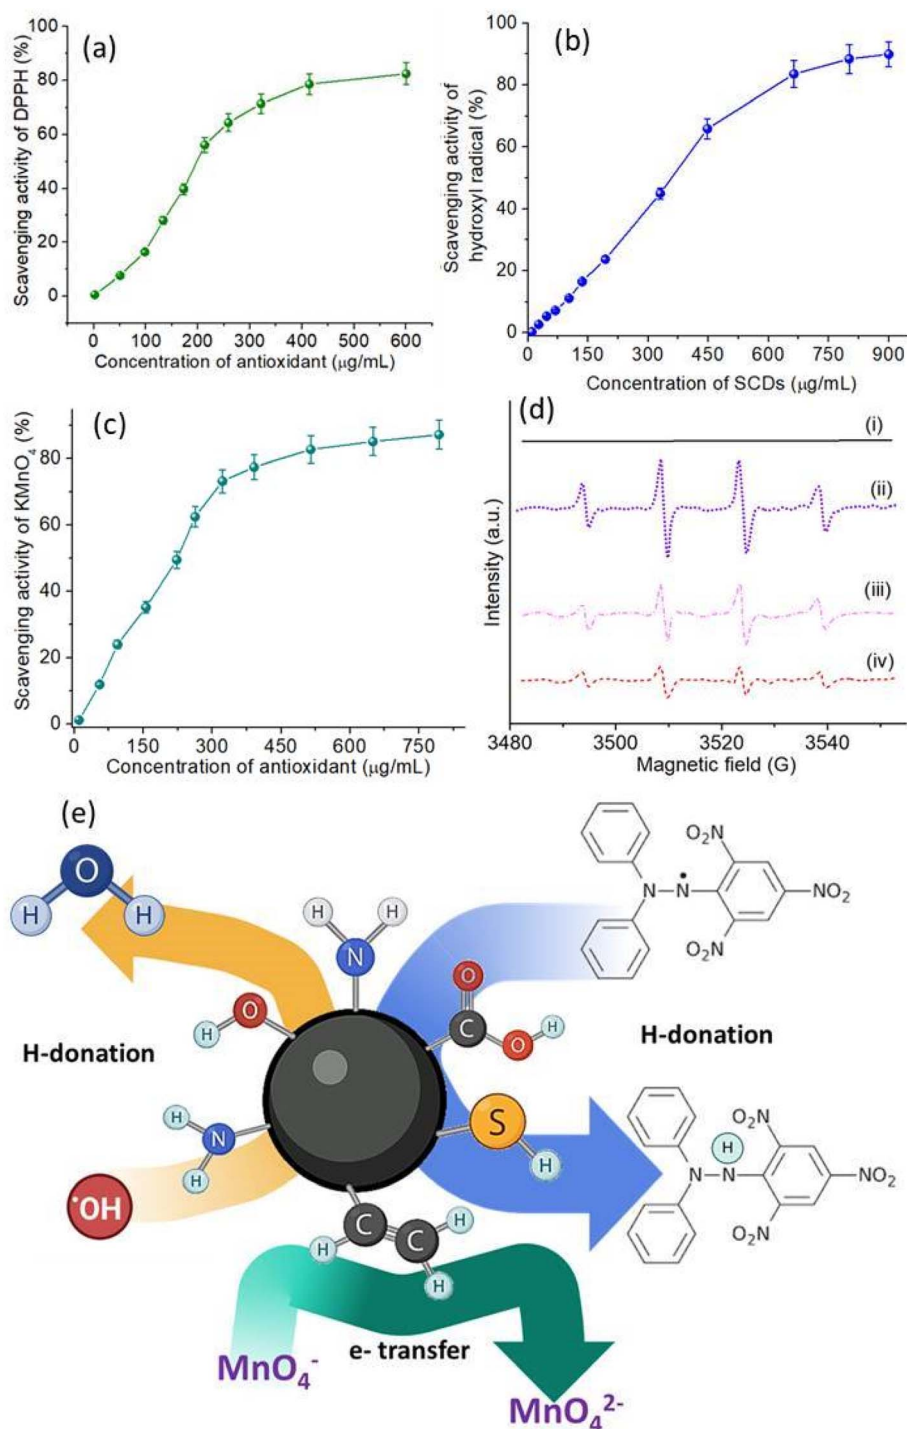 (a)
Scavenging activity of DPPH (%)
100
80
60
40
20
0
0 100 200 300 400 500 600
Concentration of antioxidant (μg/mL)
(b)
Scavenging activity of
hydroxyl radical (%)
100
80
60
40
20
0
0 150 300 450 600 750 900
Concentration of SCDs (μg/mL)
(c)
Scavenging activity of KMnO₄ (%)
80
60
40
20
0
0 150 300 450 600 750
Concentration of antioxidant (μg/mL)
(d)
Intensity (a.u.)
(i)
(ii)
(iii)
(iv)
3480 3500 3520 3540
Magnetic field (G)
(e)
O
H H
H H
N
O
H
O
C
O H
H-donation
H
N
H
•OH
S
H
C
C
H
H
H
O₂N
N N•
NO₂
NO₂
H-donation
H
NO₂
N N
NO₂
NO₂
MnO₄⁻
e- transfer
MnO₄²⁻